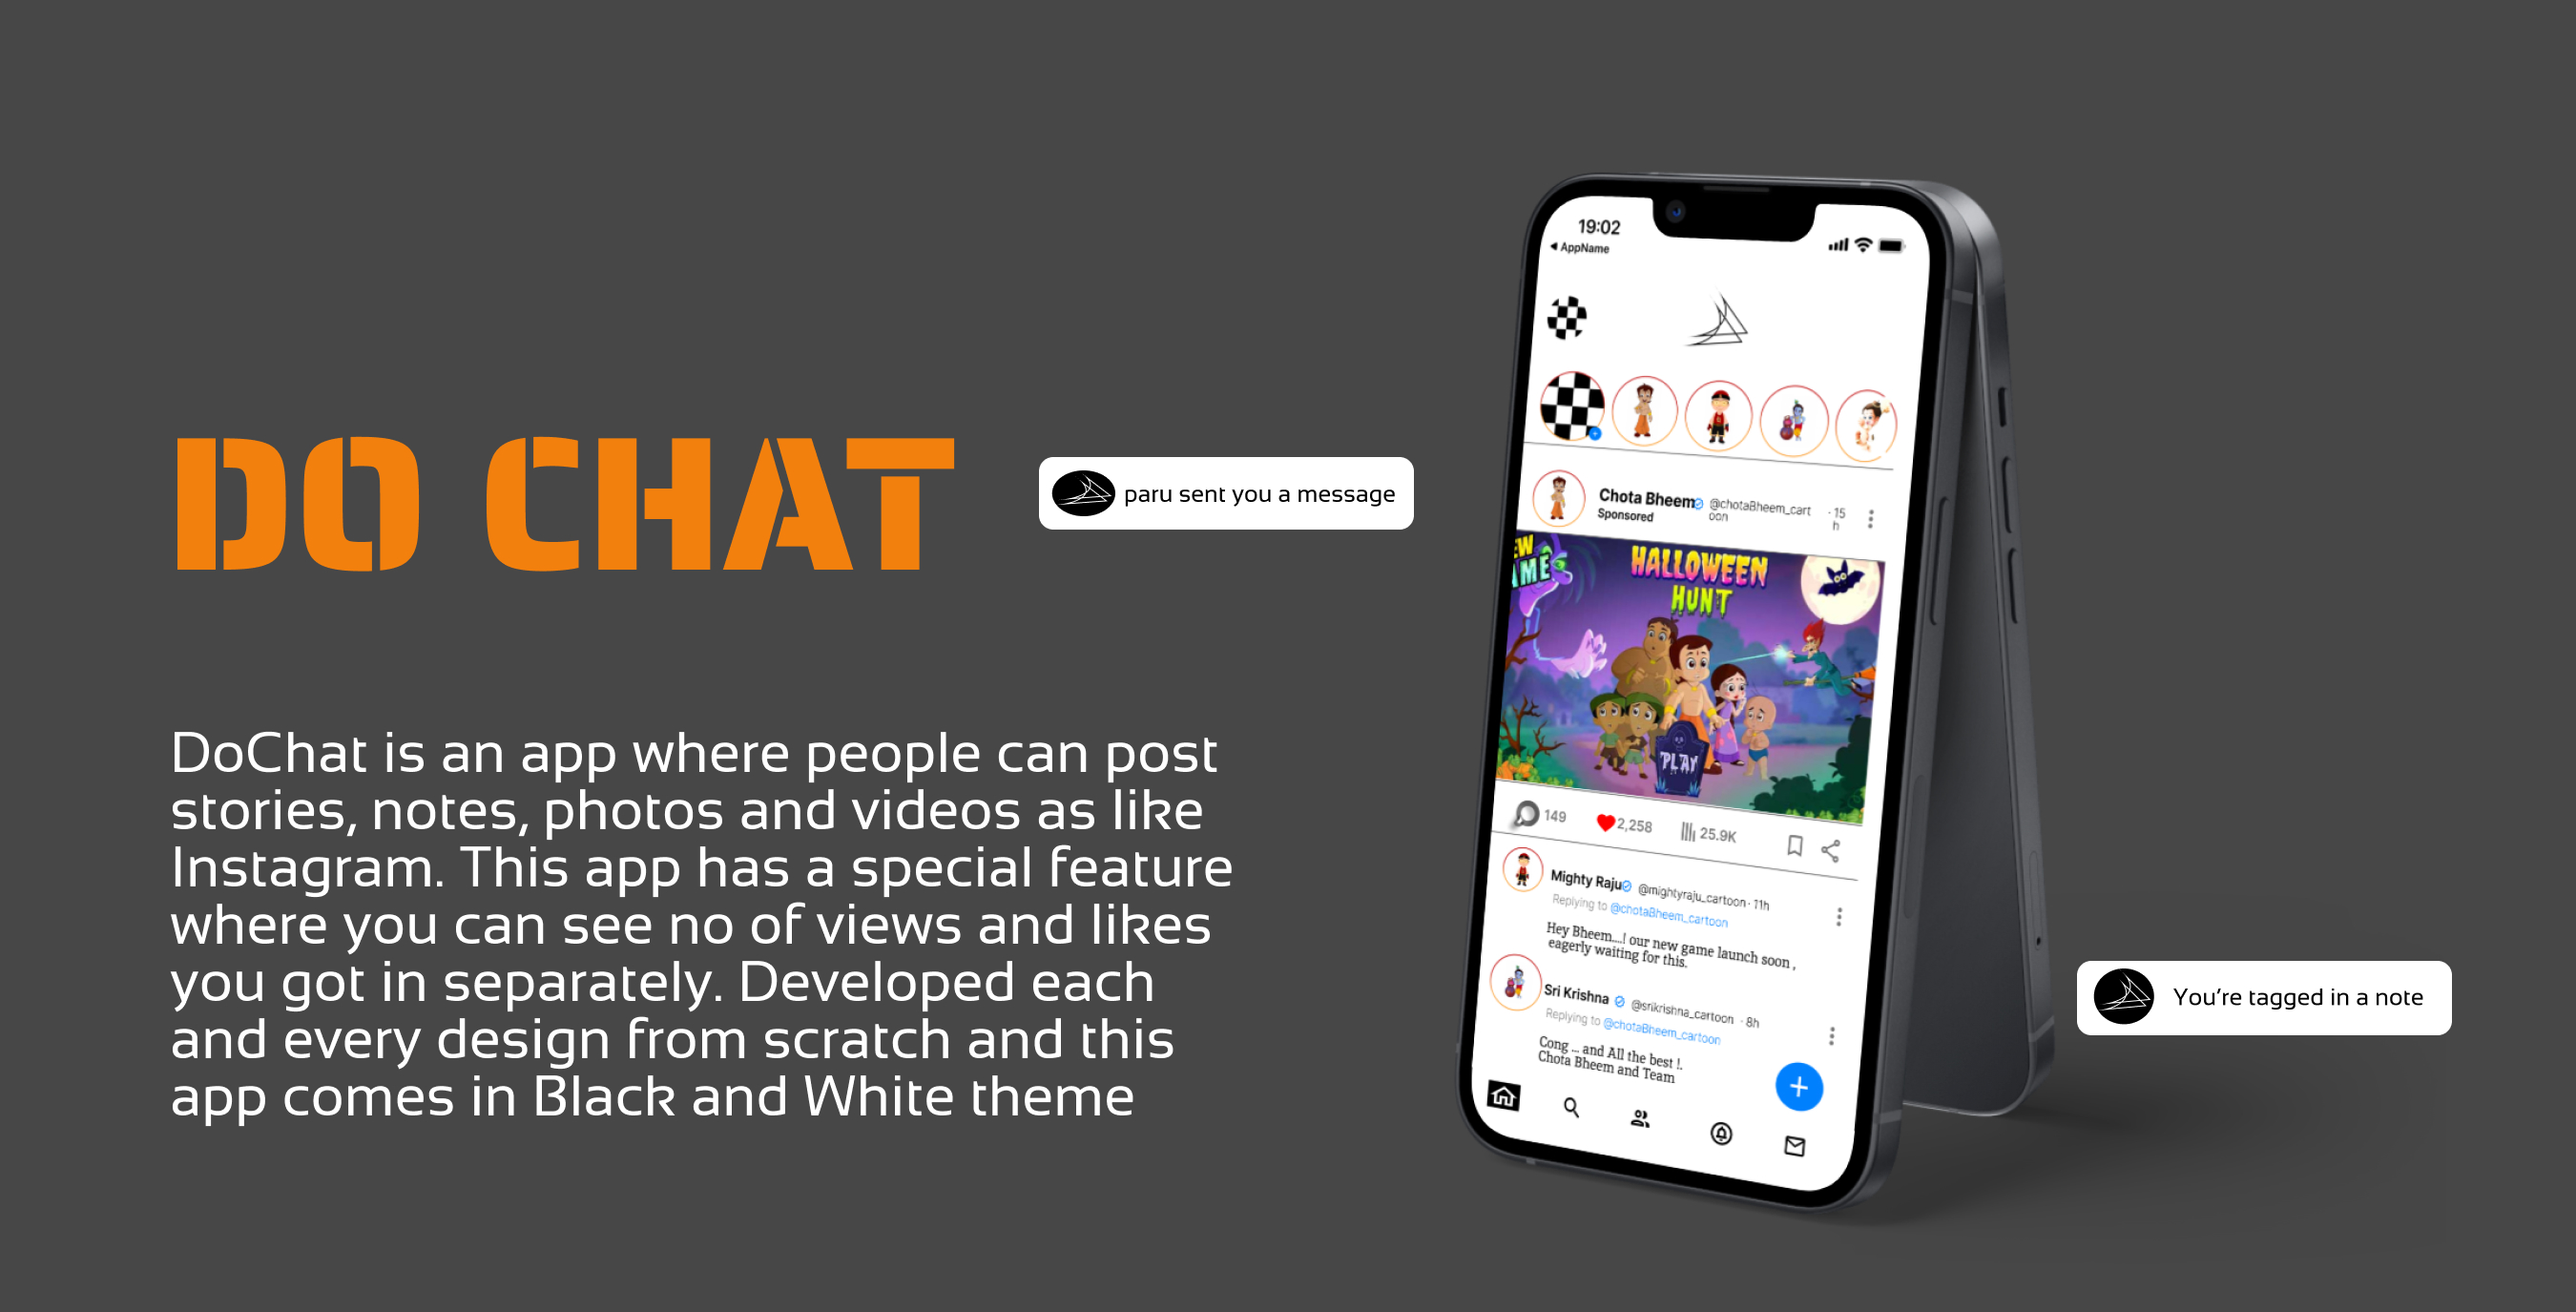 DO CHAT
paru sent you a message
DoChat is an app where people can post
stories, notes, photos and videos as like
Instagram. This app has a special feature
where you can see no of views and likes
you got in separately. Developed each
and every design from scratch and this
app comes in Black and White theme
19:02
AppName
Chota Bheem @chotaBheem_cart · 15
oon h
Sponsored
EW
AME
HALLOWEEN
HUNT
PLAY
149 2,258 25.9K
Mighty Raju @mightyraju_cartoon · 11h
Replying to @chotaBheem_cartoon
Hey Bheem....! our new game launch soon ,
eagerly waiting for this.
Sri Krishna @srikrishna_cartoon · 8h
Replying to @chotaBheem_cartoon
Cong ... and All the best !.
Chota Bheem and Team
You're tagged in a note